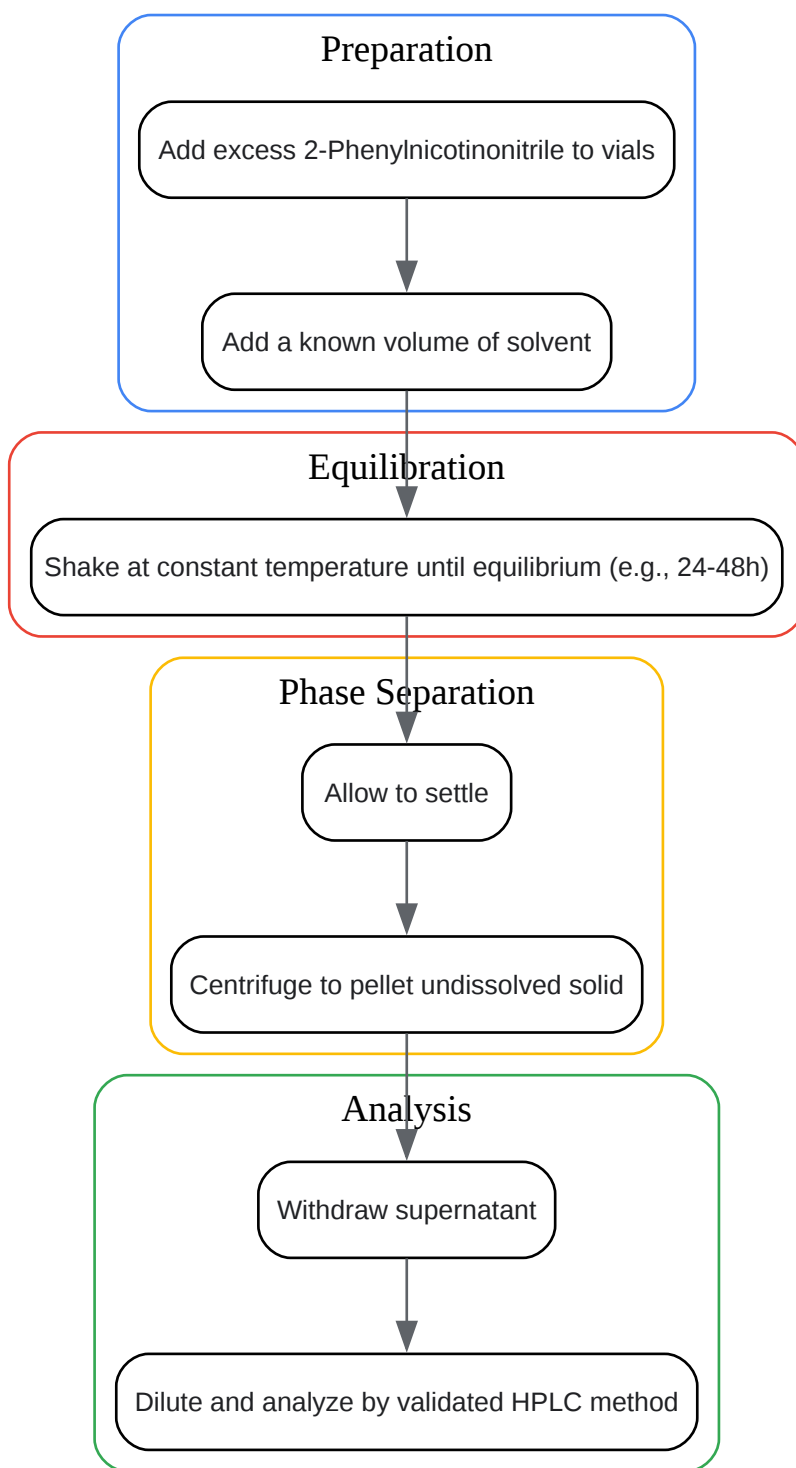 Preparation
Add excess 2-Phenylnicotinonitrile to vials
Add a known volume of solvent
Equilibration
Shake at constant temperature until equilibrium (e.g., 24-48h)
Phase Separation
Allow to settle
Centrifuge to pellet undissolved solid
Analysis
Withdraw supernatant
Dilute and analyze by validated HPLC method